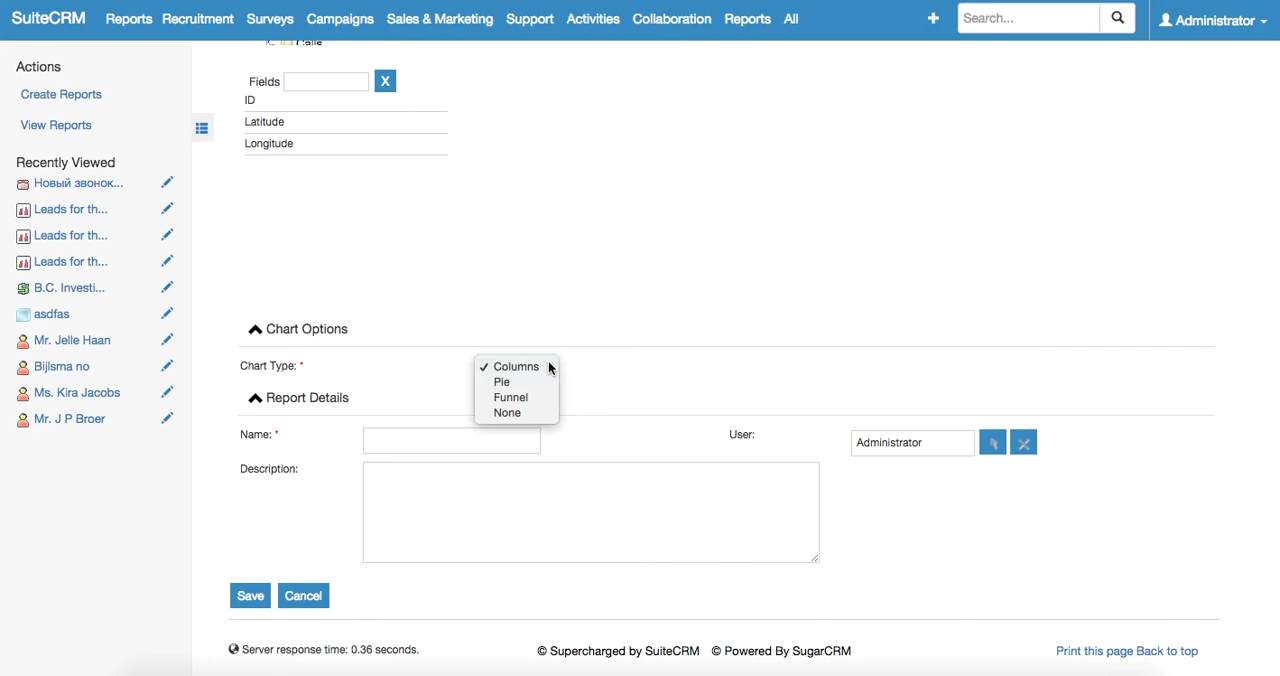 SuiteCRM Reports Recruitment Surveys Campaigns Sales & Marketing Support Activities Collaboration Reports All Search... Administrator
Calls
Actions
Create Reports
View Reports
Recently Viewed
Новый звонок...
Leads for th...
Leads for th...
Leads for th...
B.C. Investi...
asdfas
Mr. Jelle Haan
Bijlsma no
Ms. Kira Jacobs
Mr. J P Broer
Fields X
ID
Latitude
Longitude
Chart Options
Chart Type: *
Columns
Pie
Funnel
None
Report Details
Name: * User: Administrator
Description:
Save Cancel
Server response time: 0.36 seconds. © Supercharged by SuiteCRM © Powered By SugarCRM Print this page Back to top